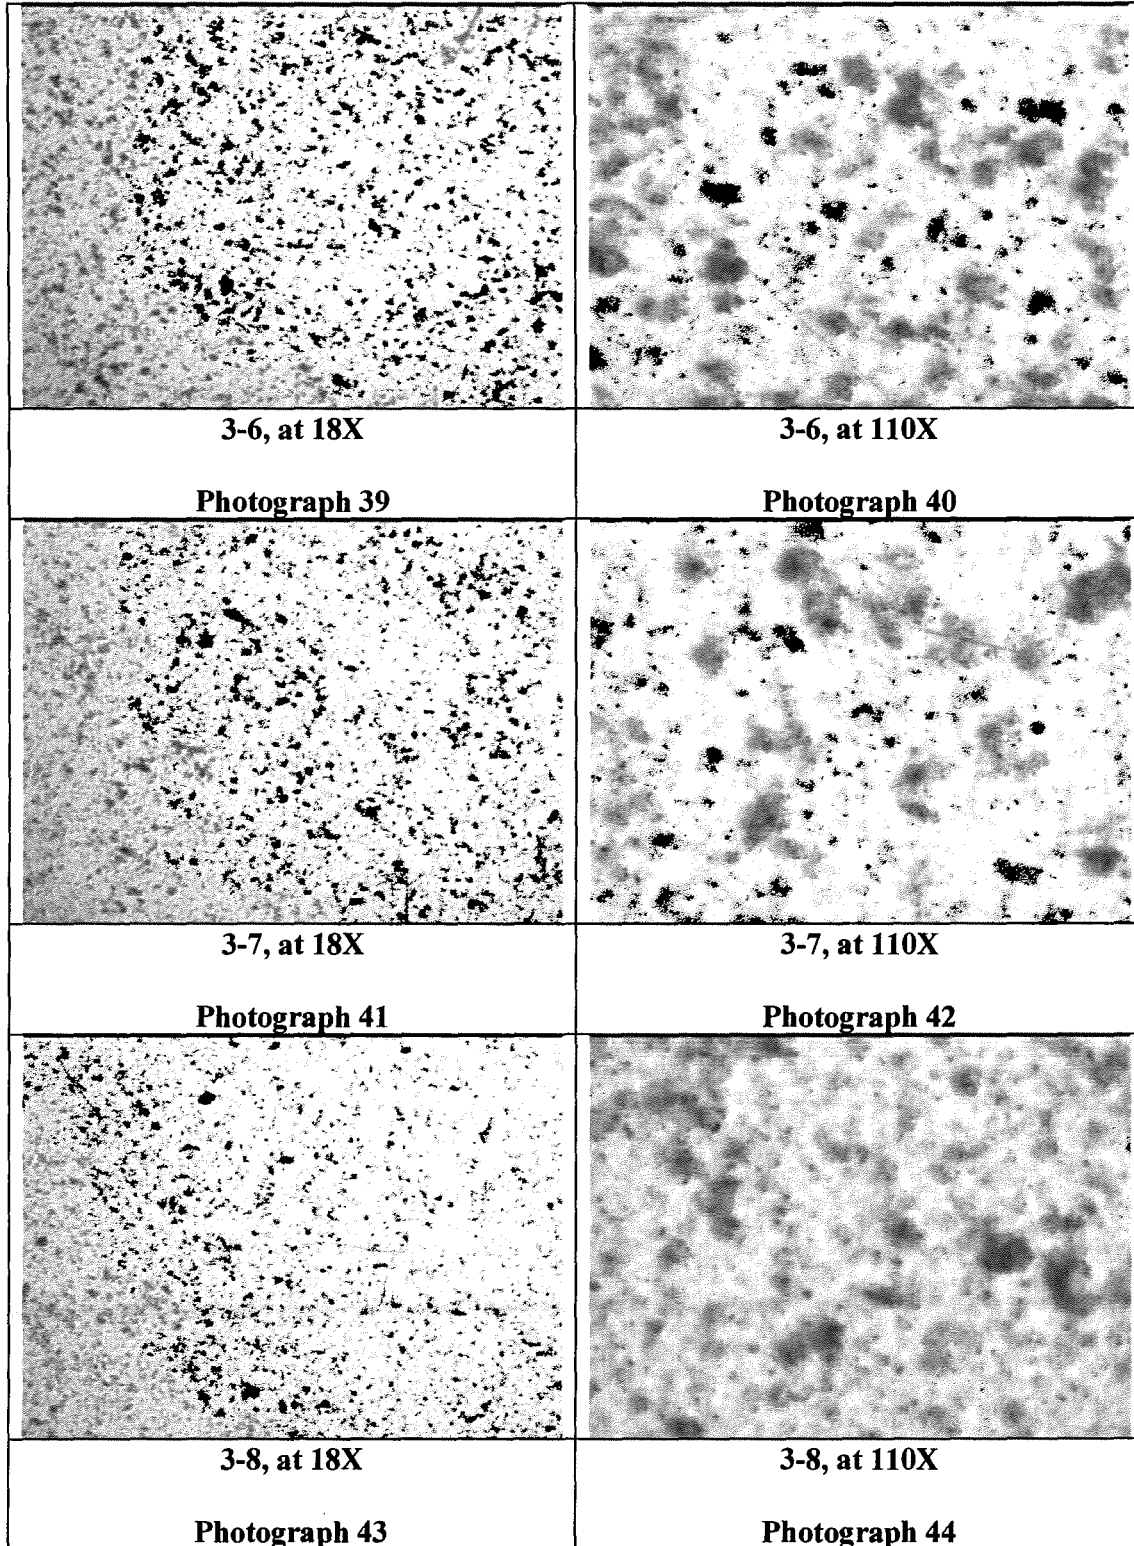 3-6, at 18X
3-6, at 110X
Photograph 39
Photograph 40
3-7, at 18X
3-7, at 110X
Photograph 41
Photograph 42
3-8, at 18X
3-8, at 110X
Photograph 43
Photograph 44